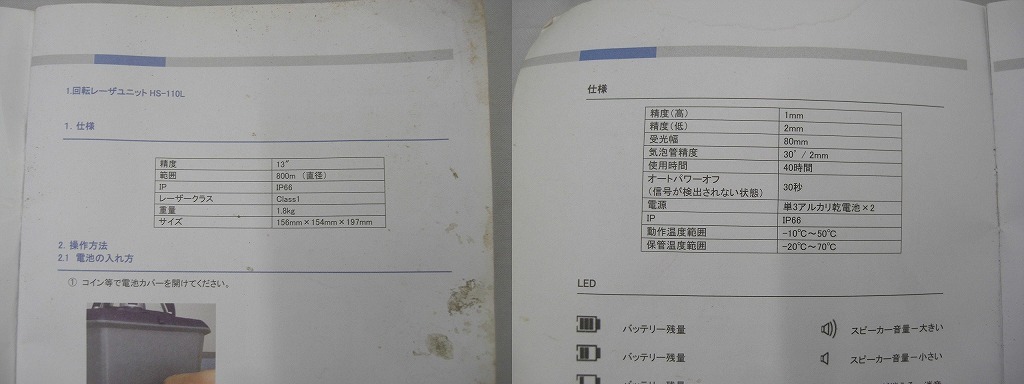 1.回転レーザユニット HS-110L
1. 仕様
精度 13″
範囲 800m (直径)
IP IP66
レーザークラス Class1
重量 1.8kg
サイズ 156mm×154mm×197mm
2. 操作方法
2.1 電池の入れ方
① コイン等で電池カバーを開けてください。
仕様
精度(高) 1mm
精度(低) 2mm
受光幅 80mm
気泡管精度 30′ / 2mm
使用時間 40時間
オートパワーオフ
(信号が検出されない状態) 30秒
電源 単3アルカリ乾電池×2
IP IP66
動作温度範囲 -10℃~50℃
保管温度範囲 -20℃~70℃
LED
バッテリー残量 スピーカー音量-大きい
バッテリー残量 スピーカー音量-小さい